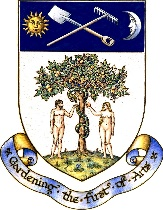 Gardening the first of Arts